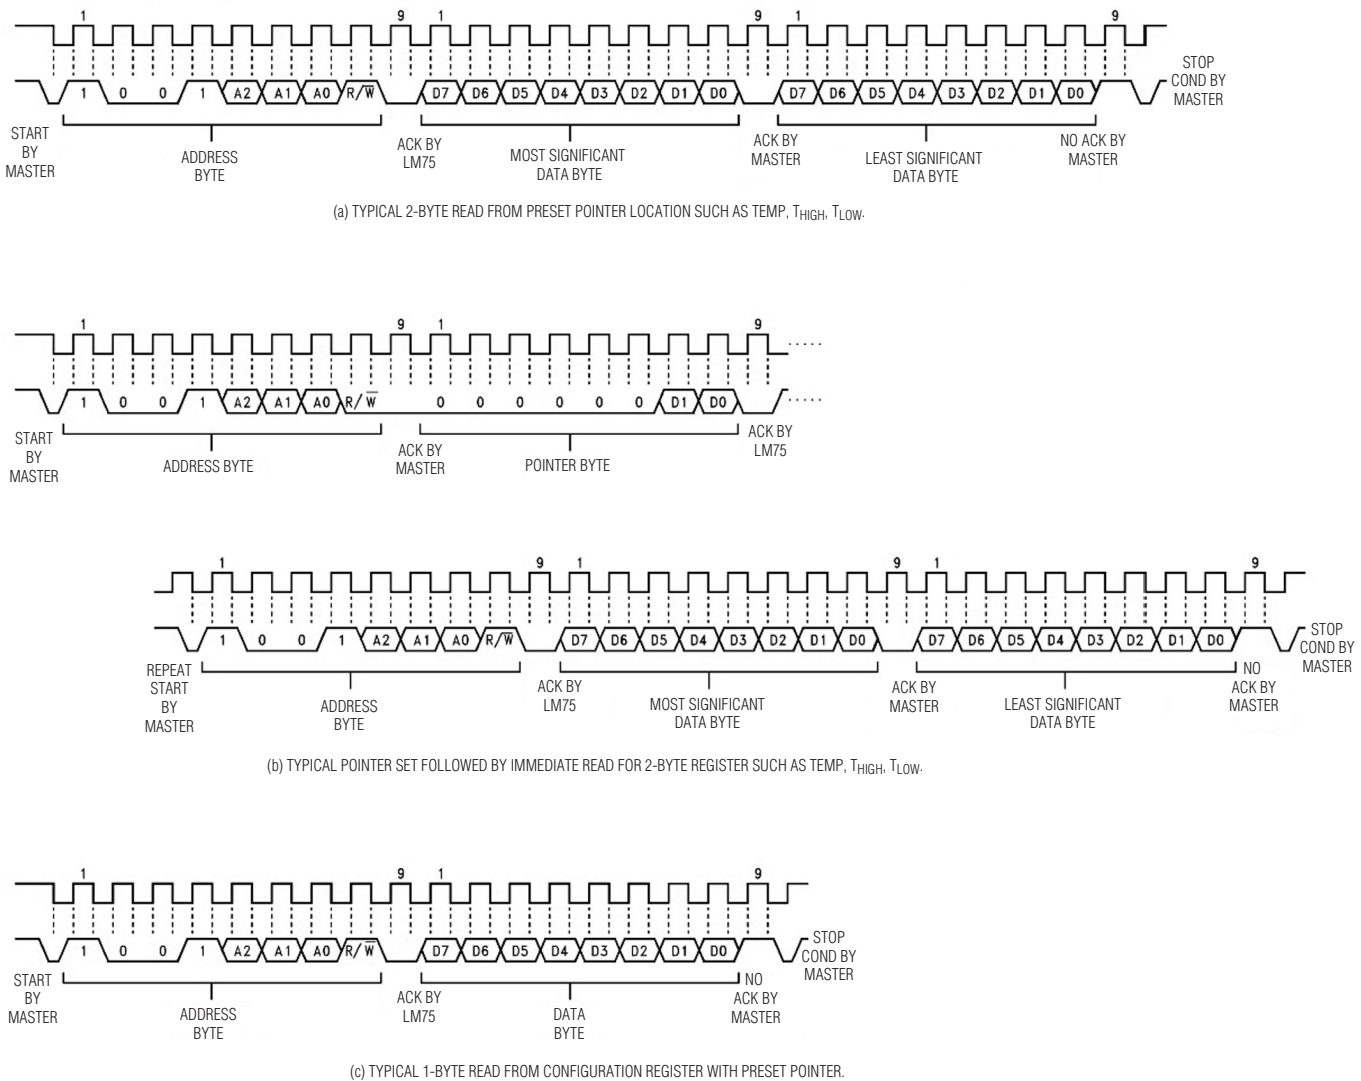 1 9 1 9 1 9
1 0 0 1 A2 A1 A0 R/W̅ D7 D6 D5 D4 D3 D2 D1 D0 D7 D6 D5 D4 D3 D2 D1 D0
STOP
COND BY
MASTER
START
BY
MASTER
ADDRESS
BYTE
ACK BY
LM75
MOST SIGNIFICANT
DATA BYTE
ACK BY
MASTER
LEAST SIGNIFICANT
DATA BYTE
NO ACK BY
MASTER
(a) TYPICAL 2-BYTE READ FROM PRESET POINTER LOCATION SUCH AS TEMP, THIGH, TLOW.
1 9 1 9
.....
1 0 0 1 A2 A1 A0 R/W̅ 0 0 0 0 0 0 D1 D0
.....
START
BY
MASTER
ADDRESS BYTE
ACK BY
MASTER
POINTER BYTE
ACK BY
LM75
1 9 1 9 1 9
1 0 0 1 A2 A1 A0 R/W̅ D7 D6 D5 D4 D3 D2 D1 D0 D7 D6 D5 D4 D3 D2 D1 D0
STOP
COND BY
MASTER
REPEAT
START
BY
MASTER
ADDRESS
BYTE
ACK BY
LM75
MOST SIGNIFICANT
DATA BYTE
ACK BY
MASTER
LEAST SIGNIFICANT
DATA BYTE
NO
ACK BY
MASTER
(b) TYPICAL POINTER SET FOLLOWED BY IMMEDIATE READ FOR 2-BYTE REGISTER SUCH AS TEMP, THIGH, TLOW.
1 9 1 9
1 0 0 1 A2 A1 A0 R/W̅ D7 D6 D5 D4 D3 D2 D1 D0
STOP
COND BY
MASTER
START
BY
MASTER
ADDRESS
BYTE
ACK BY
LM75
DATA
BYTE
NO
ACK BY
MASTER
(c) TYPICAL 1-BYTE READ FROM CONFIGURATION REGISTER WITH PRESET POINTER.